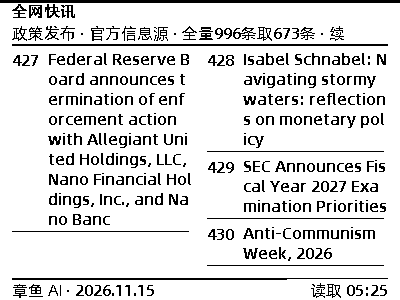 全网快讯
政策发布 · 官方信息源 · 全量996条取673条 · 续
427 Federal Reserve B
oard announces t
ermination of enf
orcement action
with Allegiant Uni
ted Holdings, LLC,
Nano Financial Hol
dings, Inc., and Na
no Banc
428 Isabel Schnabel: N
avigating stormy
waters: reflection
s on monetary pol
icy
429 SEC Announces Fis
cal Year 2027 Exa
mination Priorities
430 Anti-Communism
Week, 2026
章鱼 AI · 2026.11.15
读取 05:25